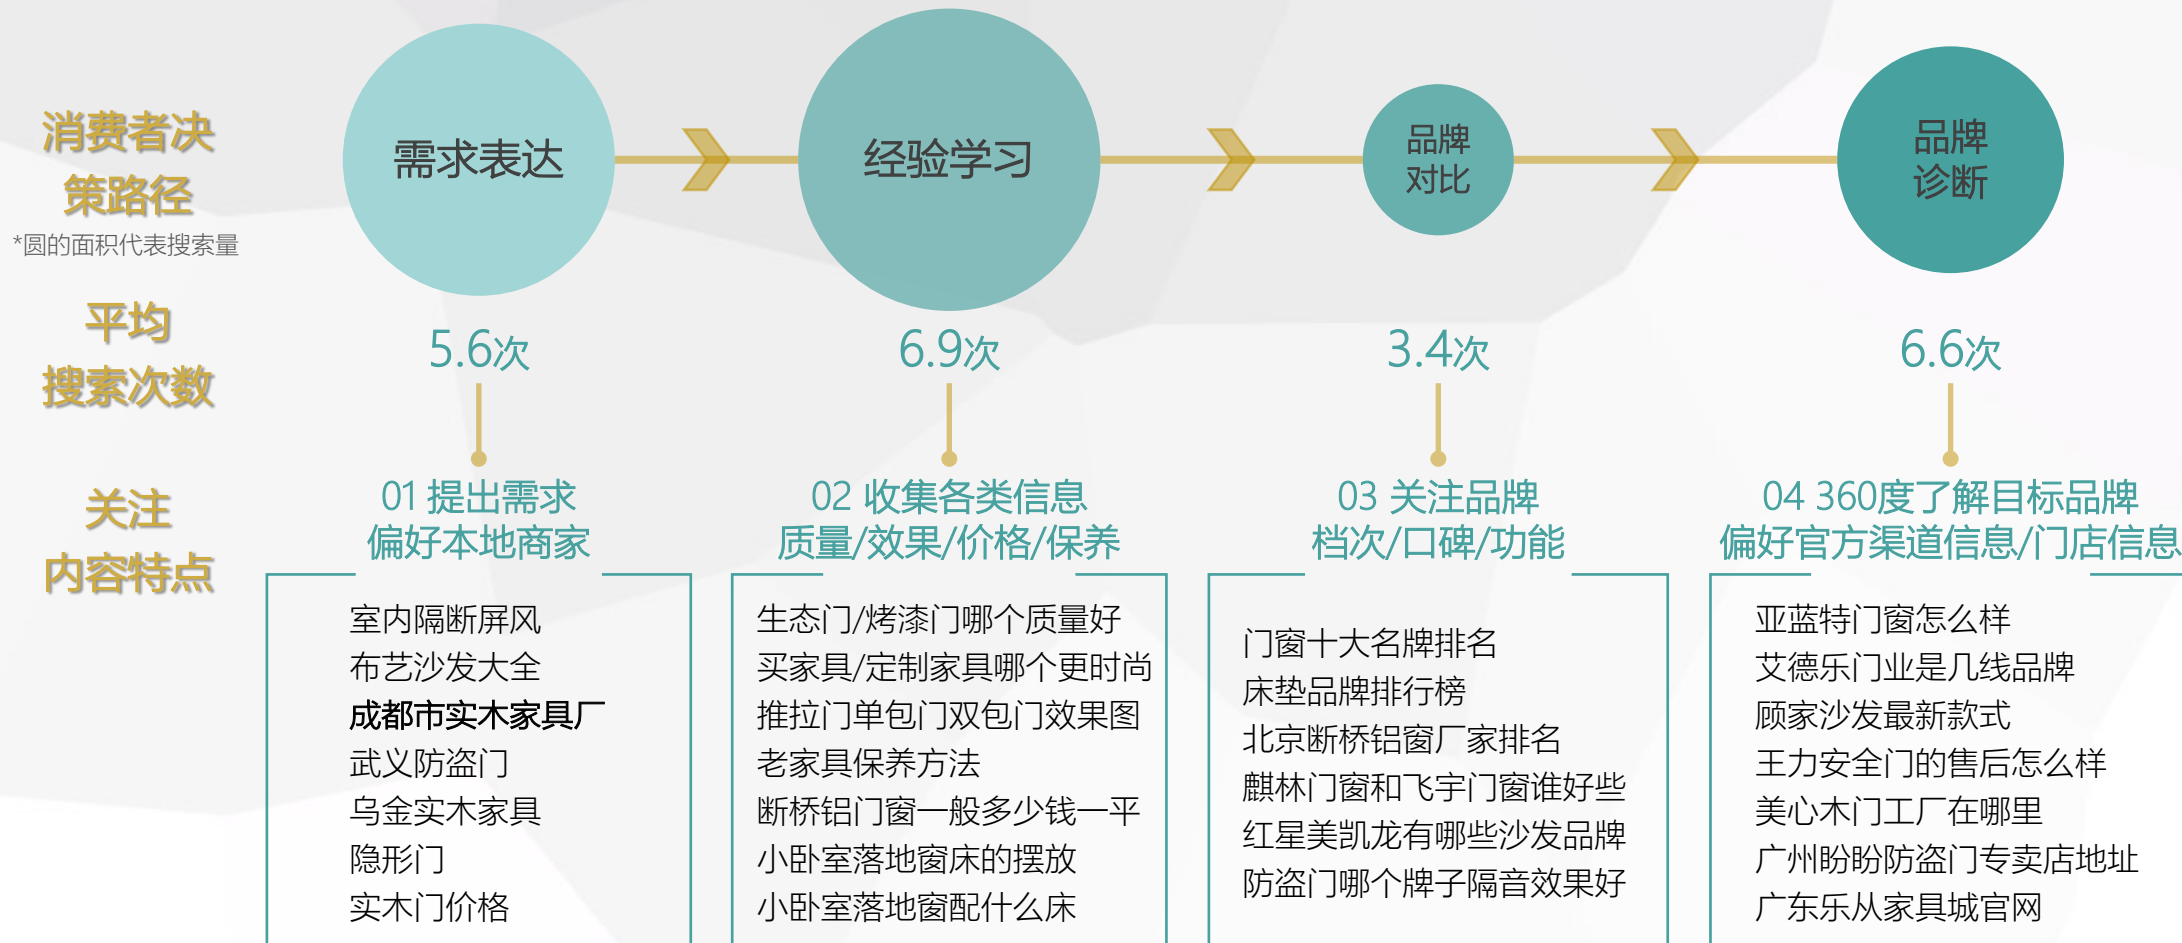 消费者决
策路径
*圆的面积代表搜索量
需求表达
经验学习
品牌
对比
品牌
诊断
平均
搜索次数
5.6次
6.9次
3.4次
6.6次
关注
内容特点
01 提出需求
偏好本地商家
室内隔断屏风
布艺沙发大全
成都市实木家具厂
武义防盗门
乌金实木家具
隐形门
实木门价格
02 收集各类信息
质量/效果/价格/保养
生态门/烤漆门哪个质量好
买家具/定制家具哪个更时尚
推拉门单包门双包门效果图
老家具保养方法
断桥铝门窗一般多少钱一平
小卧室落地窗床的摆放
小卧室落地窗配什么床
03 关注品牌
档次/口碑/功能
门窗十大名牌排名
床垫品牌排行榜
北京断桥铝窗厂家排名
麒林门窗和飞宇门窗谁好些
红星美凯龙有哪些沙发品牌
防盗门哪个牌子隔音效果好
04 360度了解目标品牌
偏好官方渠道信息/门店信息
亚蓝特门窗怎么样
艾德乐门业是几线品牌
顾家沙发最新款式
王力安全门的售后怎么样
美心木门工厂在哪里
广州盼盼防盗门专卖店地址
广东乐从家具城官网